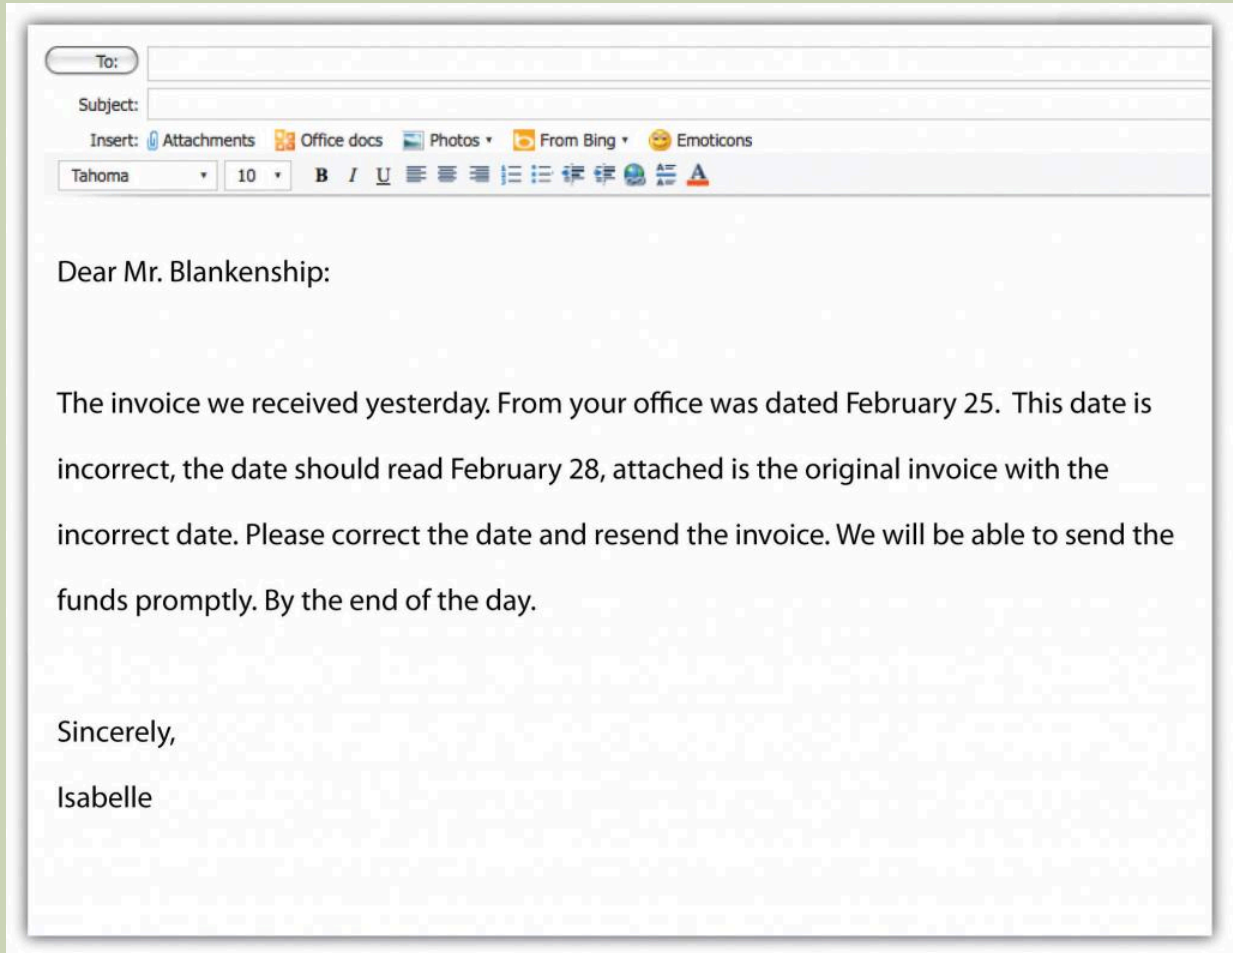 To:
Subject:
Insert: Attachments Office docs Photos From Bing Emoticons
Tahoma 10 B I U A
Dear Mr. Blankenship:
The invoice we received yesterday. From your office was dated February 25. This date is
incorrect, the date should read February 28, attached is the original invoice with the
incorrect date. Please correct the date and resend the invoice. We will be able to send the
funds promptly. By the end of the day.
Sincerely,
Isabelle